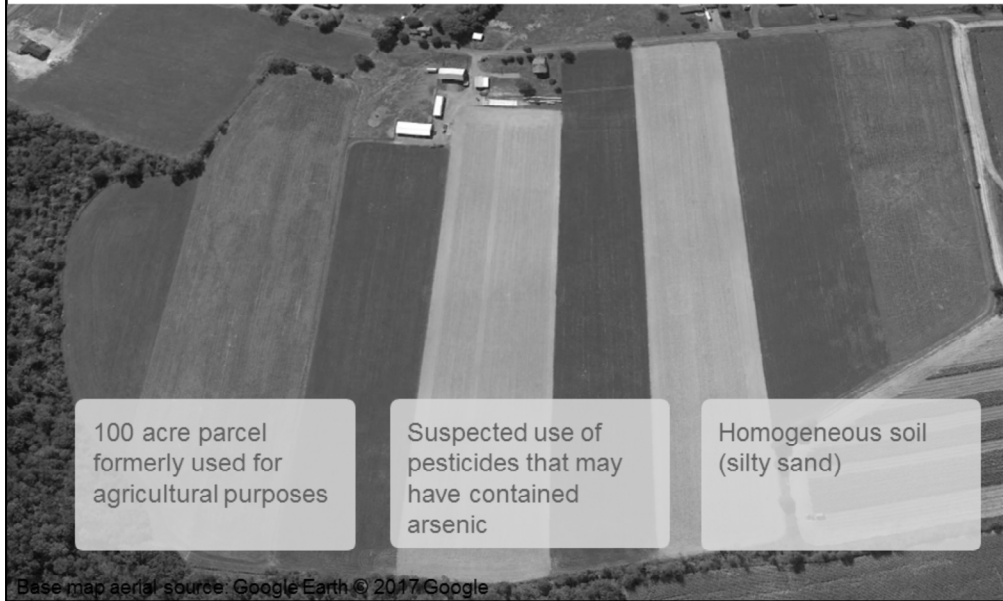 100 acre parcel
formerly used for
agricultural purposes
Suspected use of
pesticides that may
have contained
arsenic
Homogeneous soil
(silty sand)
Base map aerial source: Google Earth © 2017 Google